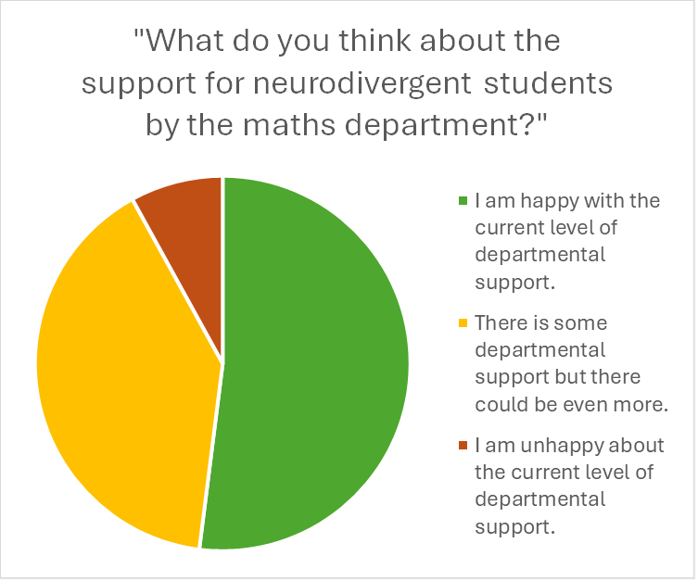 "What do you think about the
support for neurodivergent students
by the maths department?"
I am happy with the
current level of
departmental
support.
There is some
departmental
support but there
could be even more.
I am unhappy about
the current level of
departmental
support.